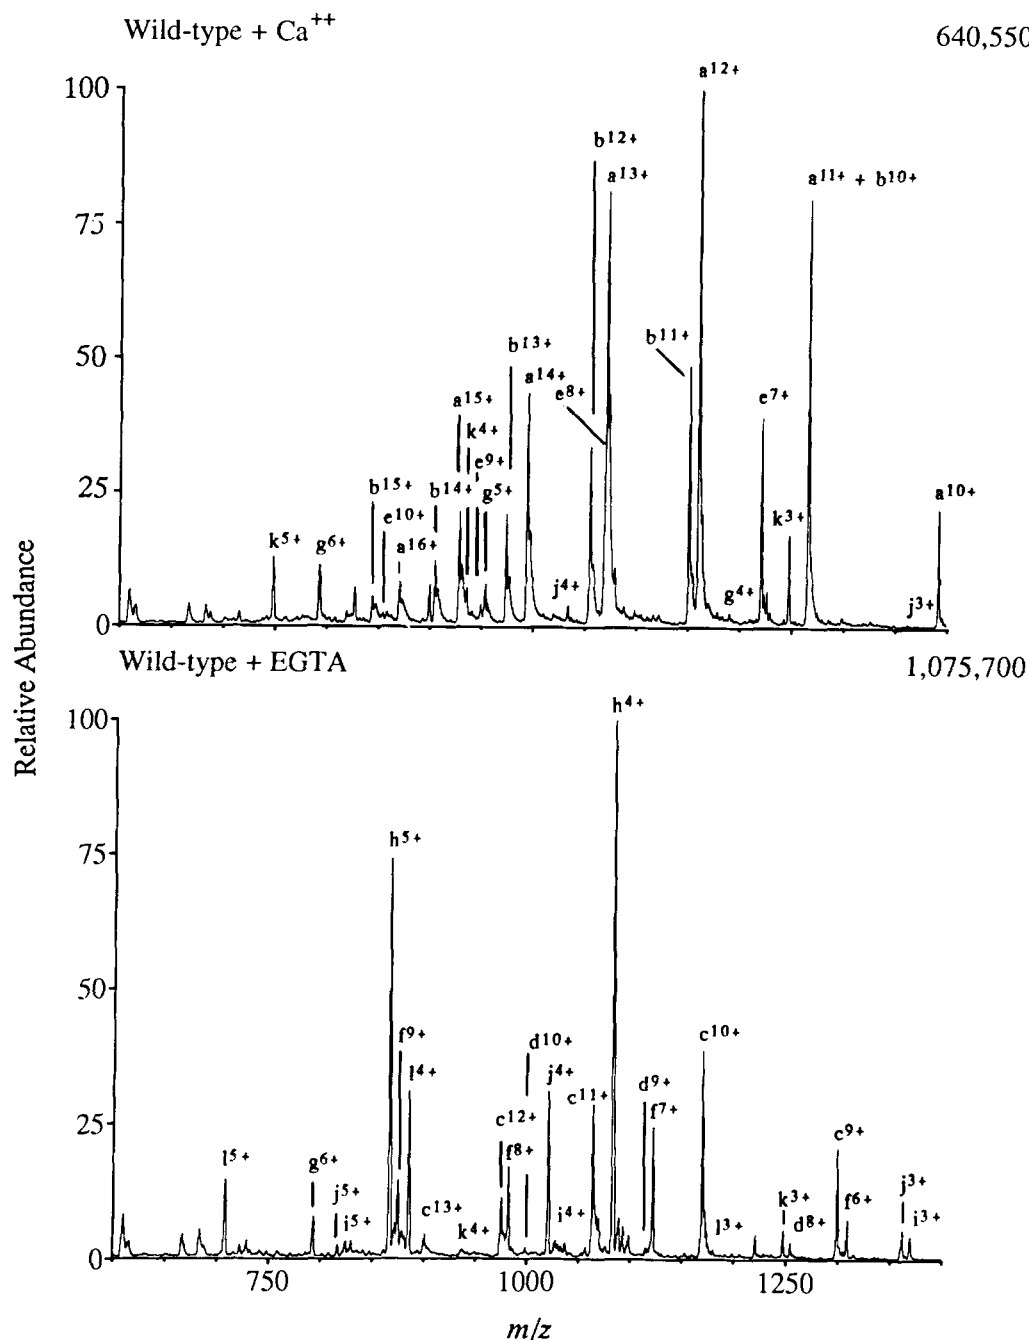 Wild-type + Ca⁺⁺
640,550
a12+
100
b12+
a13+
a11+ + b10+
75
b11+
b13+
50
a14+
e8+
a15+
e7+
k4+
e9+
g5+
b15+
b14+
25
e10+
k3+
a10+
k5+
g6+
a16+
j4+
g4+
j3+
0
Relative Abundance
Wild-type + EGTA
1,075,700
h4+
100
h5+
75
50
f9+
d10+
c10+
l4+
j4+
c11+
d9+
f7+
25
c12+
c9+
l5+
g6+
f8+
j5+
i5+
c13+
k4+
i4+
l3+
k3+
d8+
f6+
j3+
i3+
0
750
1000
1250
m/z